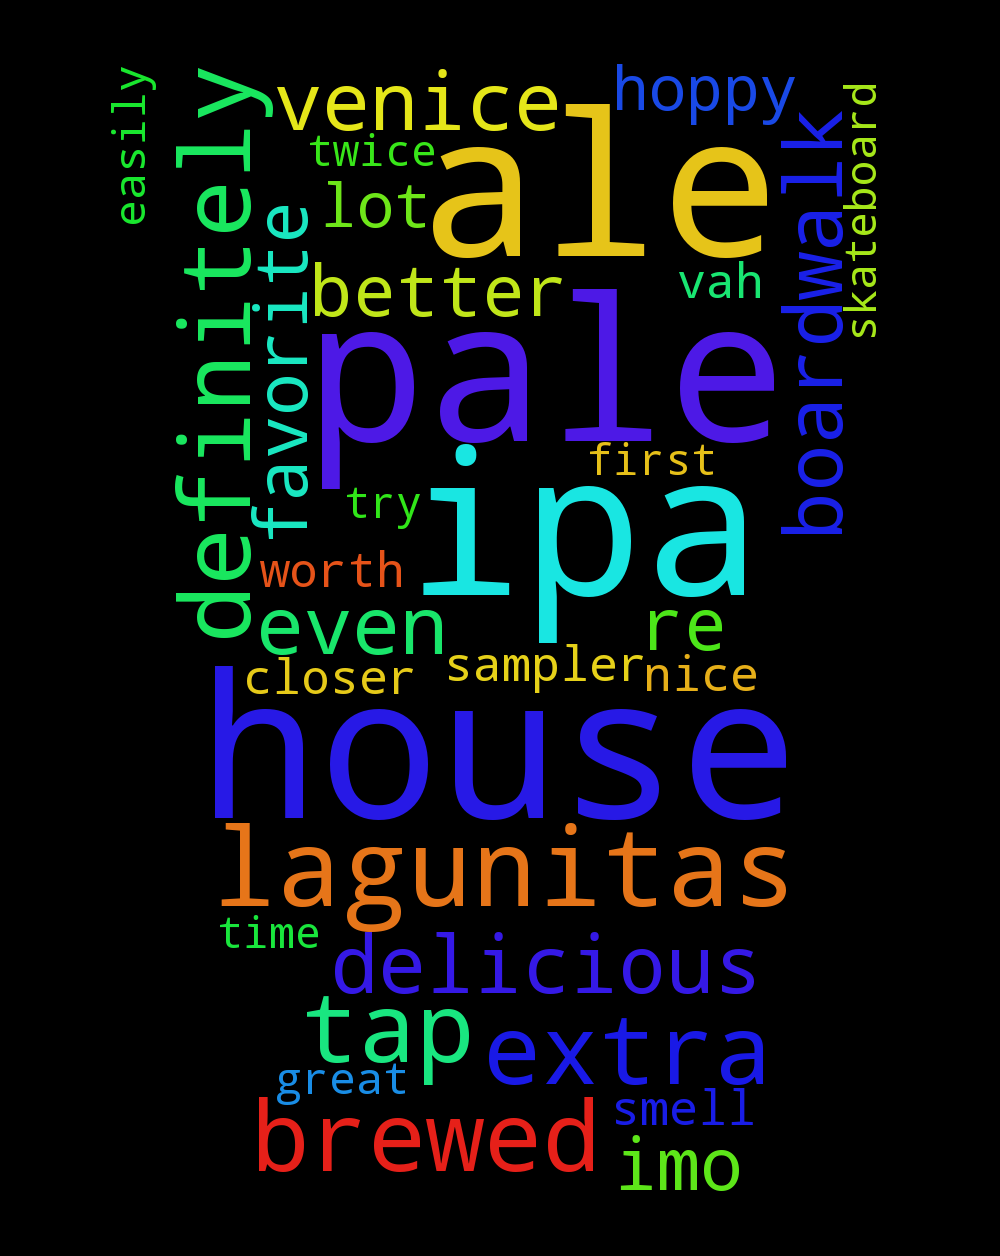 easily
definitely
venice
hoppy
twice
ale
skateboard
boardwalk
lot
favorite
better
vah
pale
first
ipa
try
worth
even
re
closer
sampler
nice
house
lagunitas
time
delicious
tap
extra
great
smell
brewed
imo